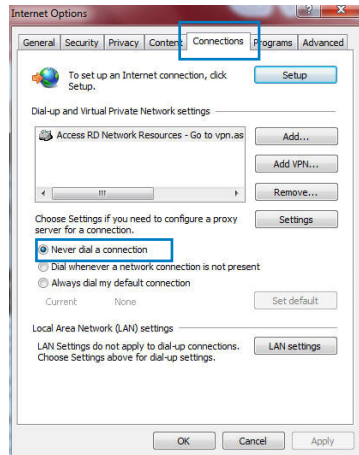 Internet Options
General Security Privacy Content Connections Programs Advanced
To set up an Internet connection, click
Setup.
Setup
Dial-up and Virtual Private Network settings
Access RD Network Resources - Go to vpn.as
Add...
Add VPN...
Remove...
Choose Settings if you need to configure a proxy
server for a connection.
Settings
Never dial a connection
Dial whenever a network connection is not present
Always dial my default connection
Current None
Set default
Local Area Network (LAN) settings
LAN Settings do not apply to dial-up connections.
Choose Settings above for dial-up settings.
LAN settings
OK Cancel Apply